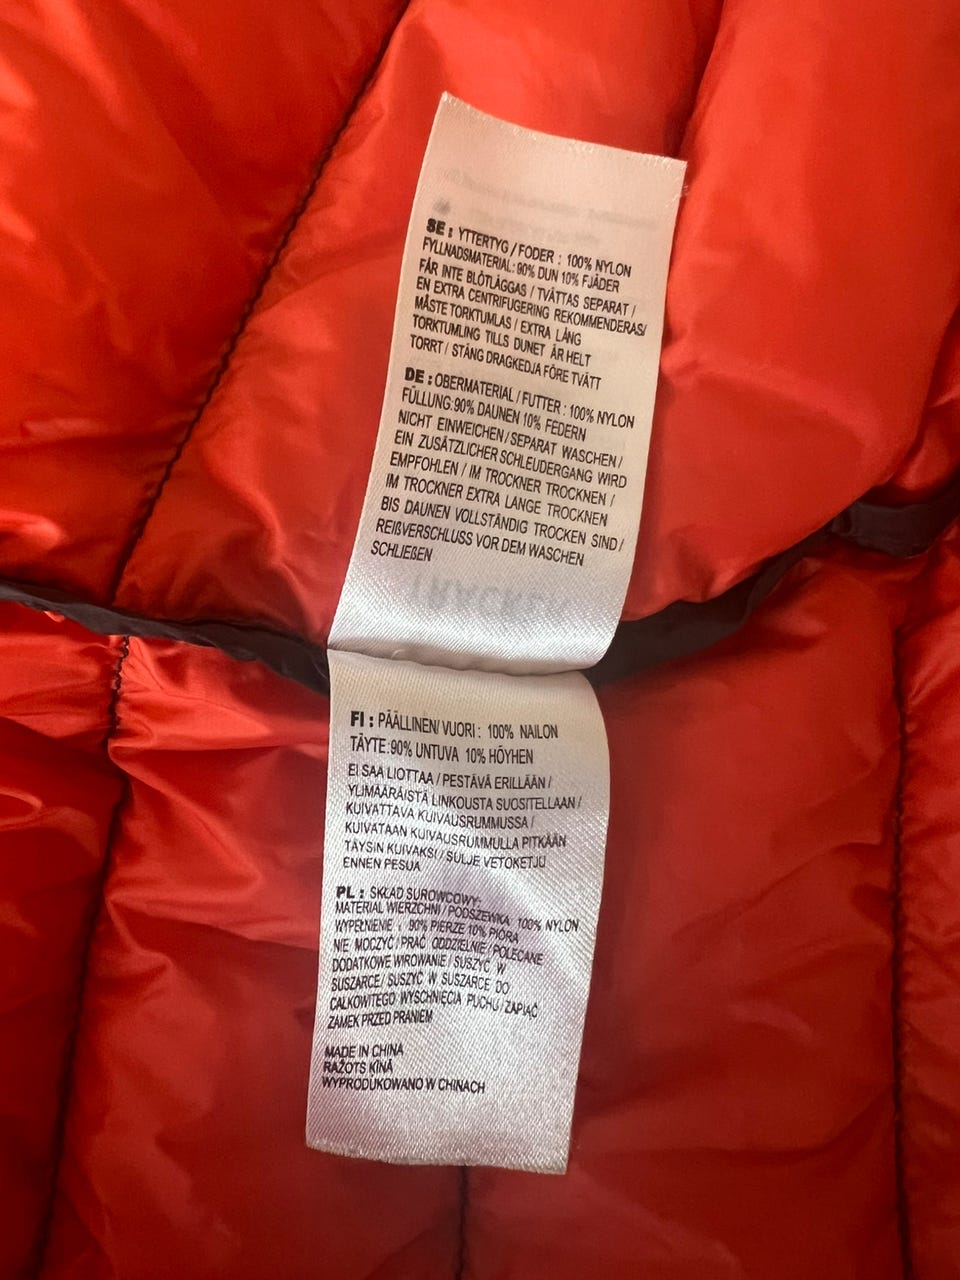 SE : YTTERTYG / FODER : 100% NYLON
FYLLNADSMATERIAL: 90% DUN 10% FJÄDER
FÅR INTE BLÖTLÄGGAS / TVÄTTAS SEPARAT /
EN EXTRA CENTRIFUGERING REKOMMENDERAS/
MÅSTE TORKTUMLAS / EXTRA LÅNG
TORKTUMLING TILLS DUNET ÄR HELT
TORRT / STÄNG DRAGKEDJA FÖRE TVÄTT
DE : OBERMATERIAL / FUTTER : 100% NYLON
FÜLLUNG:90% DAUNEN 10% FEDERN
NICHT EINWEICHEN / SEPARAT WASCHEN /
EIN ZUSÄTZLICHER SCHLEUDERGANG WIRD
EMPFOHLEN / IM TROCKNER TROCKNEN /
IM TROCKNER EXTRA LANGE TROCKNEN
BIS DAUNEN VOLLSTÄNDIG TROCKEN SIND /
REIßVERSCHLUSS VOR DEM WASCHEN
SCHLIEßEN
FI : PÄÄLLINEN/ VUORI : 100% NAILON
TÄYTE:90% UNTUVA 10% HÖYHEN
EI SAA LIOTTAA / PESTÄVÄ ERILLÄÄN /
YLIMÄÄRÄISTÄ LINKOUSTA SUOSITELLAAN /
KUIVATTAVA KUIVAUSRUMMUSSA /
KUIVATAAN KUIVAUSRUMMULLA PITKÄÄN
TÄYSIN KUIVAKSI / SULJE VETOKETJU
ENNEN PESUA
PL : SKŁAD SUROWCOWY:
MATERIAL WIERZCHNI / PODSZEWKA 100% NYLON
WYPEŁNIENIE : 90% PIERZE 10% PIÓRA
NIE MOCZYĆ / PRAĆ ODDZIELNIE / POLECANE
DODATKOWE WIROWANIE / SUSZYĆ W
SUSZARCE / SUSZYĆ W SUSZARCE DO
CAŁKOWITEGO WYSCHNIĘCIA PUCHU / ZAPIĄĆ
ZAMEK PRZED PRANIEM
MADE IN CHINA
RAŽOTS ĶĪNĀ
WYPRODUKOWANO W CHINACH